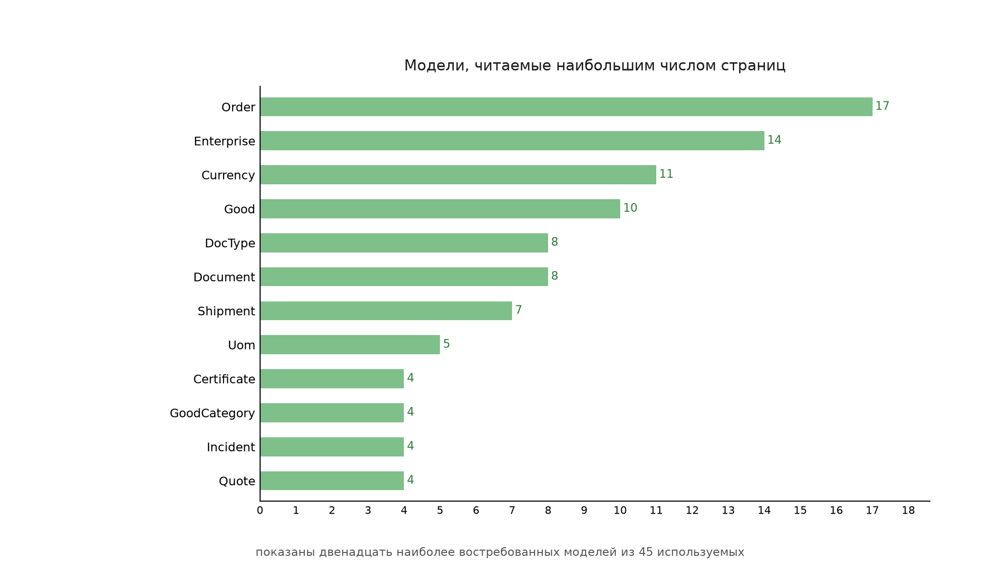 Модели, читаемые наибольшим числом страниц
Order 17
Enterprise 14
Currency 11
Good 10
DocType 8
Document 8
Shipment 7
Uom 5
Certificate 4
GoodCategory 4
Incident 4
Quote 4
0 1 2 3 4 5 6 7 8 9 10 11 12 13 14 15 16 17 18
показаны двенадцать наиболее востребованных моделей из 45 используемых